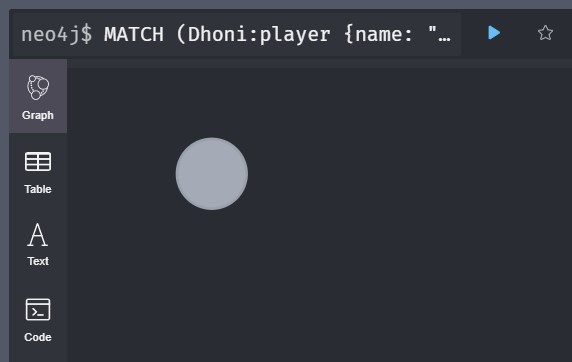 neo4j$ MATCH (Dhoni:player {name: "…
Graph
Table
Text
Code